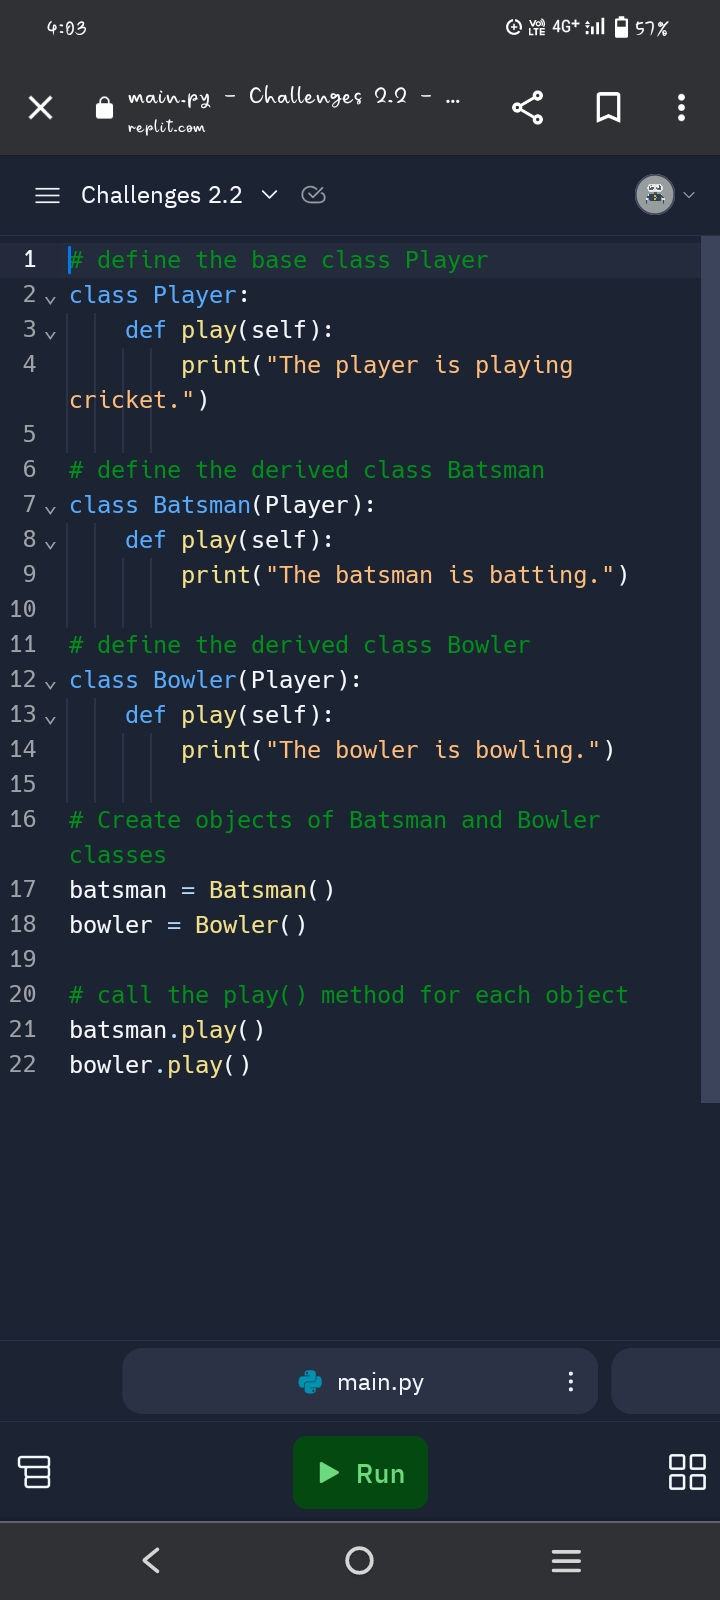 4:03 Vo) LTE 4G+ 57%
main.py - Challenges 2.2 - ...
replit.com
Challenges 2.2
1 # define the base class Player
2 class Player:
3     def play(self):
4         print("The player is playing
cricket.")
5
6 # define the derived class Batsman
7 class Batsman(Player):
8     def play(self):
9         print("The batsman is batting.")
10
11 # define the derived class Bowler
12 class Bowler(Player):
13     def play(self):
14         print("The bowler is bowling.")
15
16 # Create objects of Batsman and Bowler
classes
17 batsman = Batsman()
18 bowler = Bowler()
19
20 # call the play() method for each object
21 batsman.play()
22 bowler.play()
main.py
Run